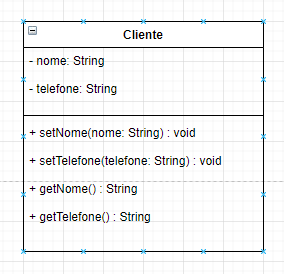 Cliente
- nome: String
- telefone: String
+ setNome(nome: String) : void
+ setTelefone(telefone: String) : void
+ getNome() : String
+ getTelefone() : String